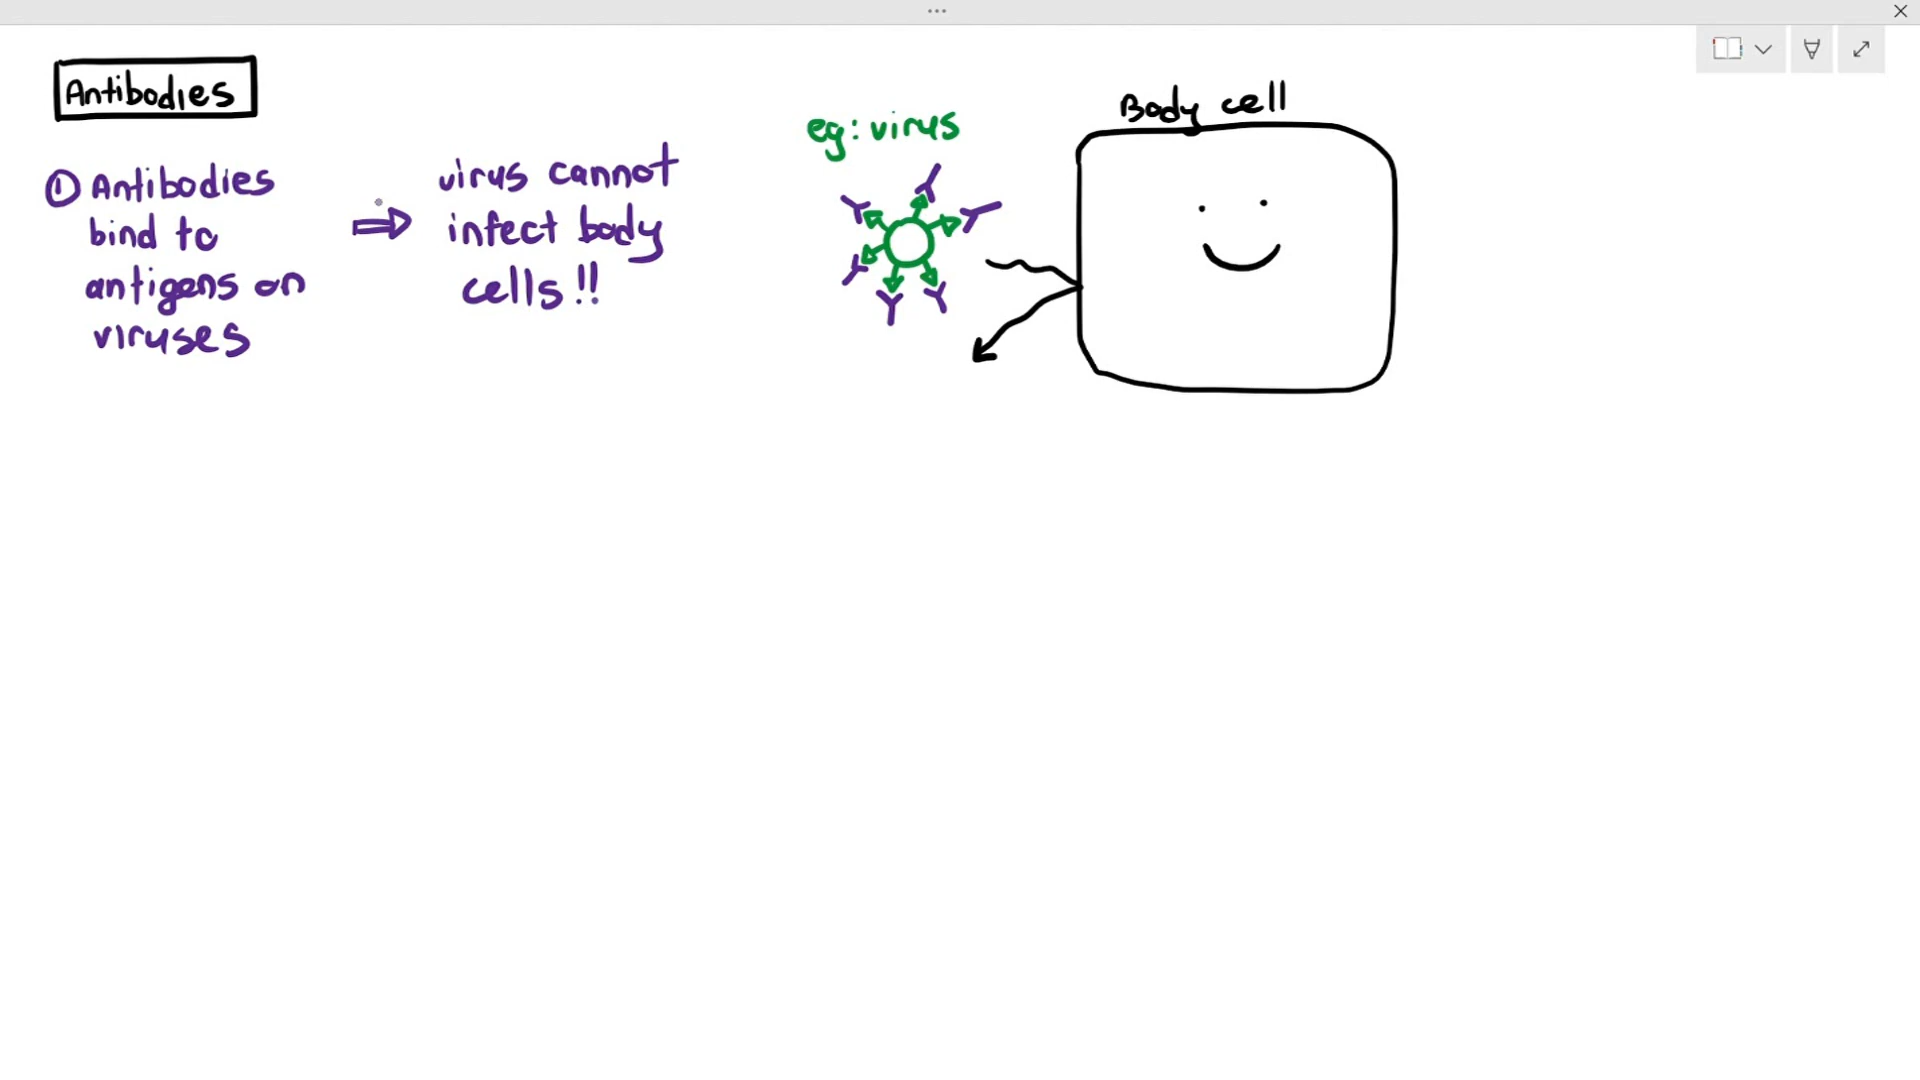 Antibodies
① Antibodies
bind to
antigens on
viruses
virus cannot
infect body
cells!!
eg: virus
Body cell